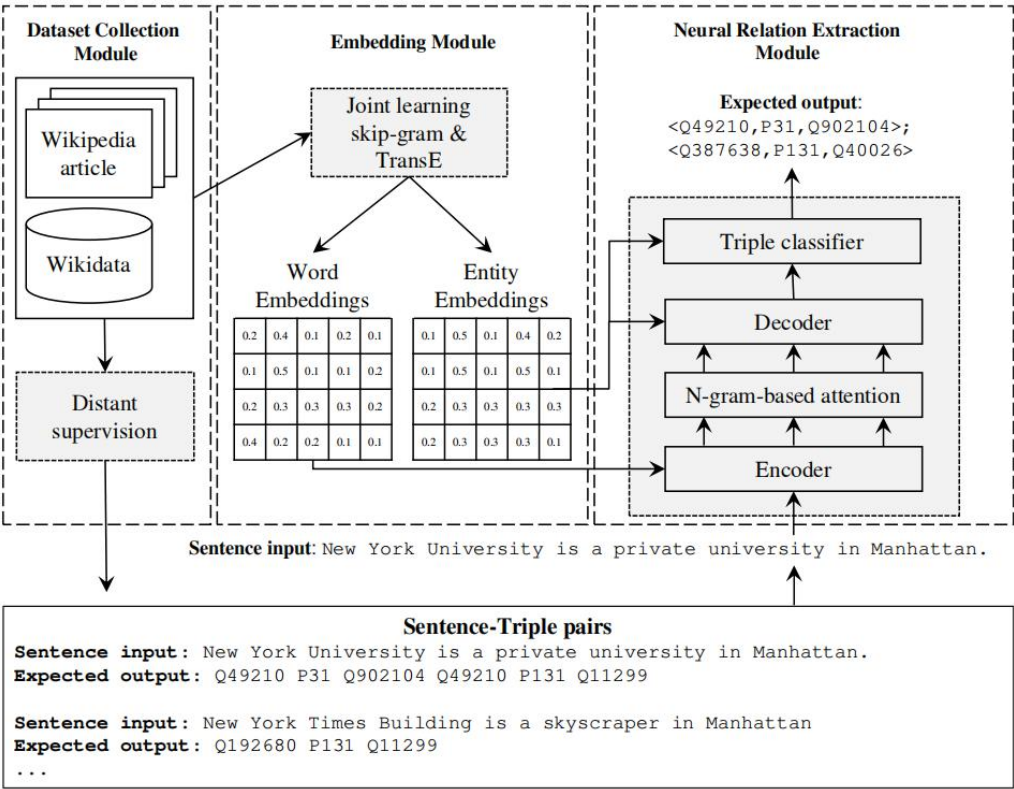 Dataset Collection
Module
Wikipedia
article
Wikidata
Distant
supervision
Embedding Module
Joint learning
skip-gram &
TransE
Word
Embeddings
0.2 0.4 0.1 0.2 0.1
0.1 0.5 0.1 0.1 0.2
0.2 0.3 0.3 0.3 0.2
0.4 0.2 0.2 0.1 0.1
Entity
Embeddings
0.1 0.5 0.1 0.4 0.2
0.1 0.5 0.1 0.5 0.1
0.2 0.3 0.3 0.3 0.3
0.2 0.3 0.3 0.3 0.1
Neural Relation Extraction
Module
Expected output:
<Q49210,P31,Q902104>;
<Q387638,P131,Q40026>
Triple classifier
Decoder
N-gram-based attention
Encoder
Sentence input: New York University is a private university in Manhattan.
Sentence-Triple pairs
Sentence input: New York University is a private university in Manhattan.
Expected output: Q49210 P31 Q902104 Q49210 P131 Q11299
Sentence input: New York Times Building is a skyscraper in Manhattan
Expected output: Q192680 P131 Q11299
...